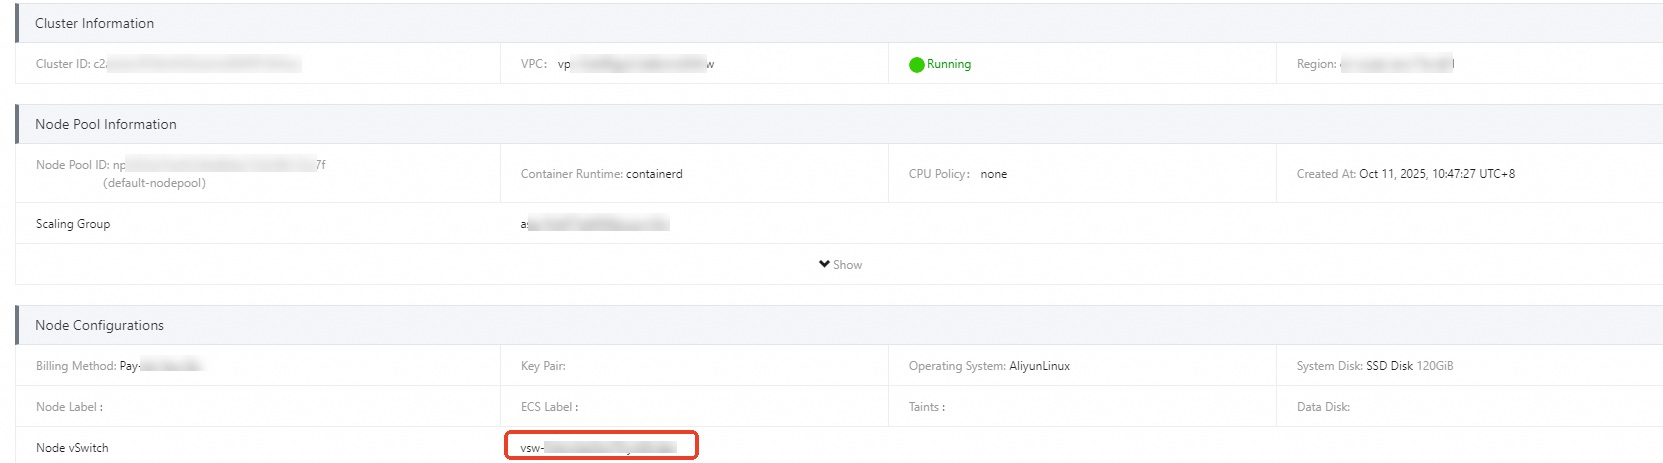 Cluster Information
Cluster ID: c2
VPC: vp
w
Running
Region:
Node Pool Information
Node Pool ID: np
7f
(default-nodepool)
Container Runtime: containerd
CPU Policy: none
Created At: Oct 11, 2025, 10:47:27 UTC+8
Scaling Group
as
Show
Node Configurations
Billing Method: Pay-
Key Pair:
Operating System: AliyunLinux
System Disk: SSD Disk 120GiB
Node Label :
ECS Label :
Taints :
Data Disk:
Node vSwitch
vsw-